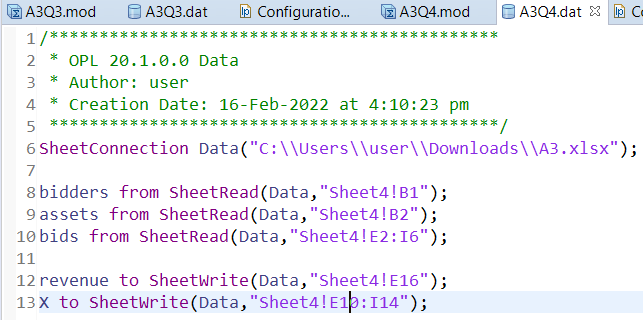 A3Q3.mod A3Q3.dat Configuratio... A3Q4.mod A3Q4.dat C
1 /*********************************************
2 * OPL 20.1.0.0 Data
3 * Author: user
4 * Creation Date: 16-Feb-2022 at 4:10:23 pm
5 *********************************************/
6 SheetConnection Data("C:\\Users\\user\\Downloads\\A3.xlsx");
7
8 bidders from SheetRead(Data,"Sheet4!B1");
9 assets from SheetRead(Data,"Sheet4!B2");
10 bids from SheetRead(Data,"Sheet4!E2:I6");
11
12 revenue to SheetWrite(Data,"Sheet4!E16");
13 X to SheetWrite(Data,"Sheet4!E10:I14");